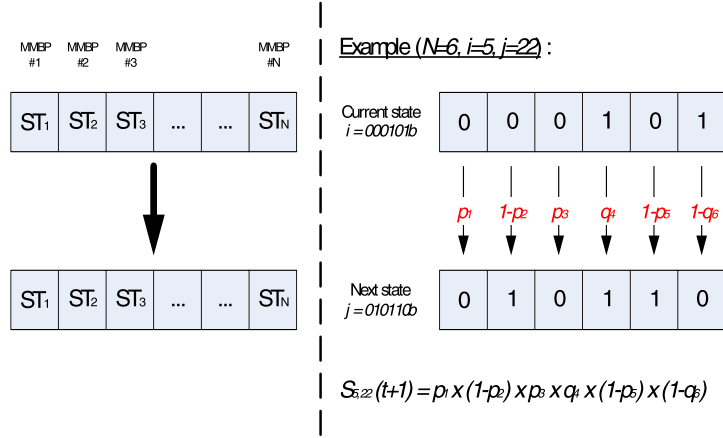 MMBP #1 MMBP #2 MMBP #3 MMBP #N
ST1 ST2 ST3 ... ... STN
ST1 ST2 ST3 ... ... STN
Example (N=6, i=5, j=22) :
Current state
i = 000101b
0 0 0 1 0 1
p1 1-p2 p3 q4 1-p5 1-q6
Next state
j = 010110b
0 1 0 1 1 0
S5,22 (t+1) = p1 x (1-p2) x p3 x q4 x (1-p5) x (1-q6)